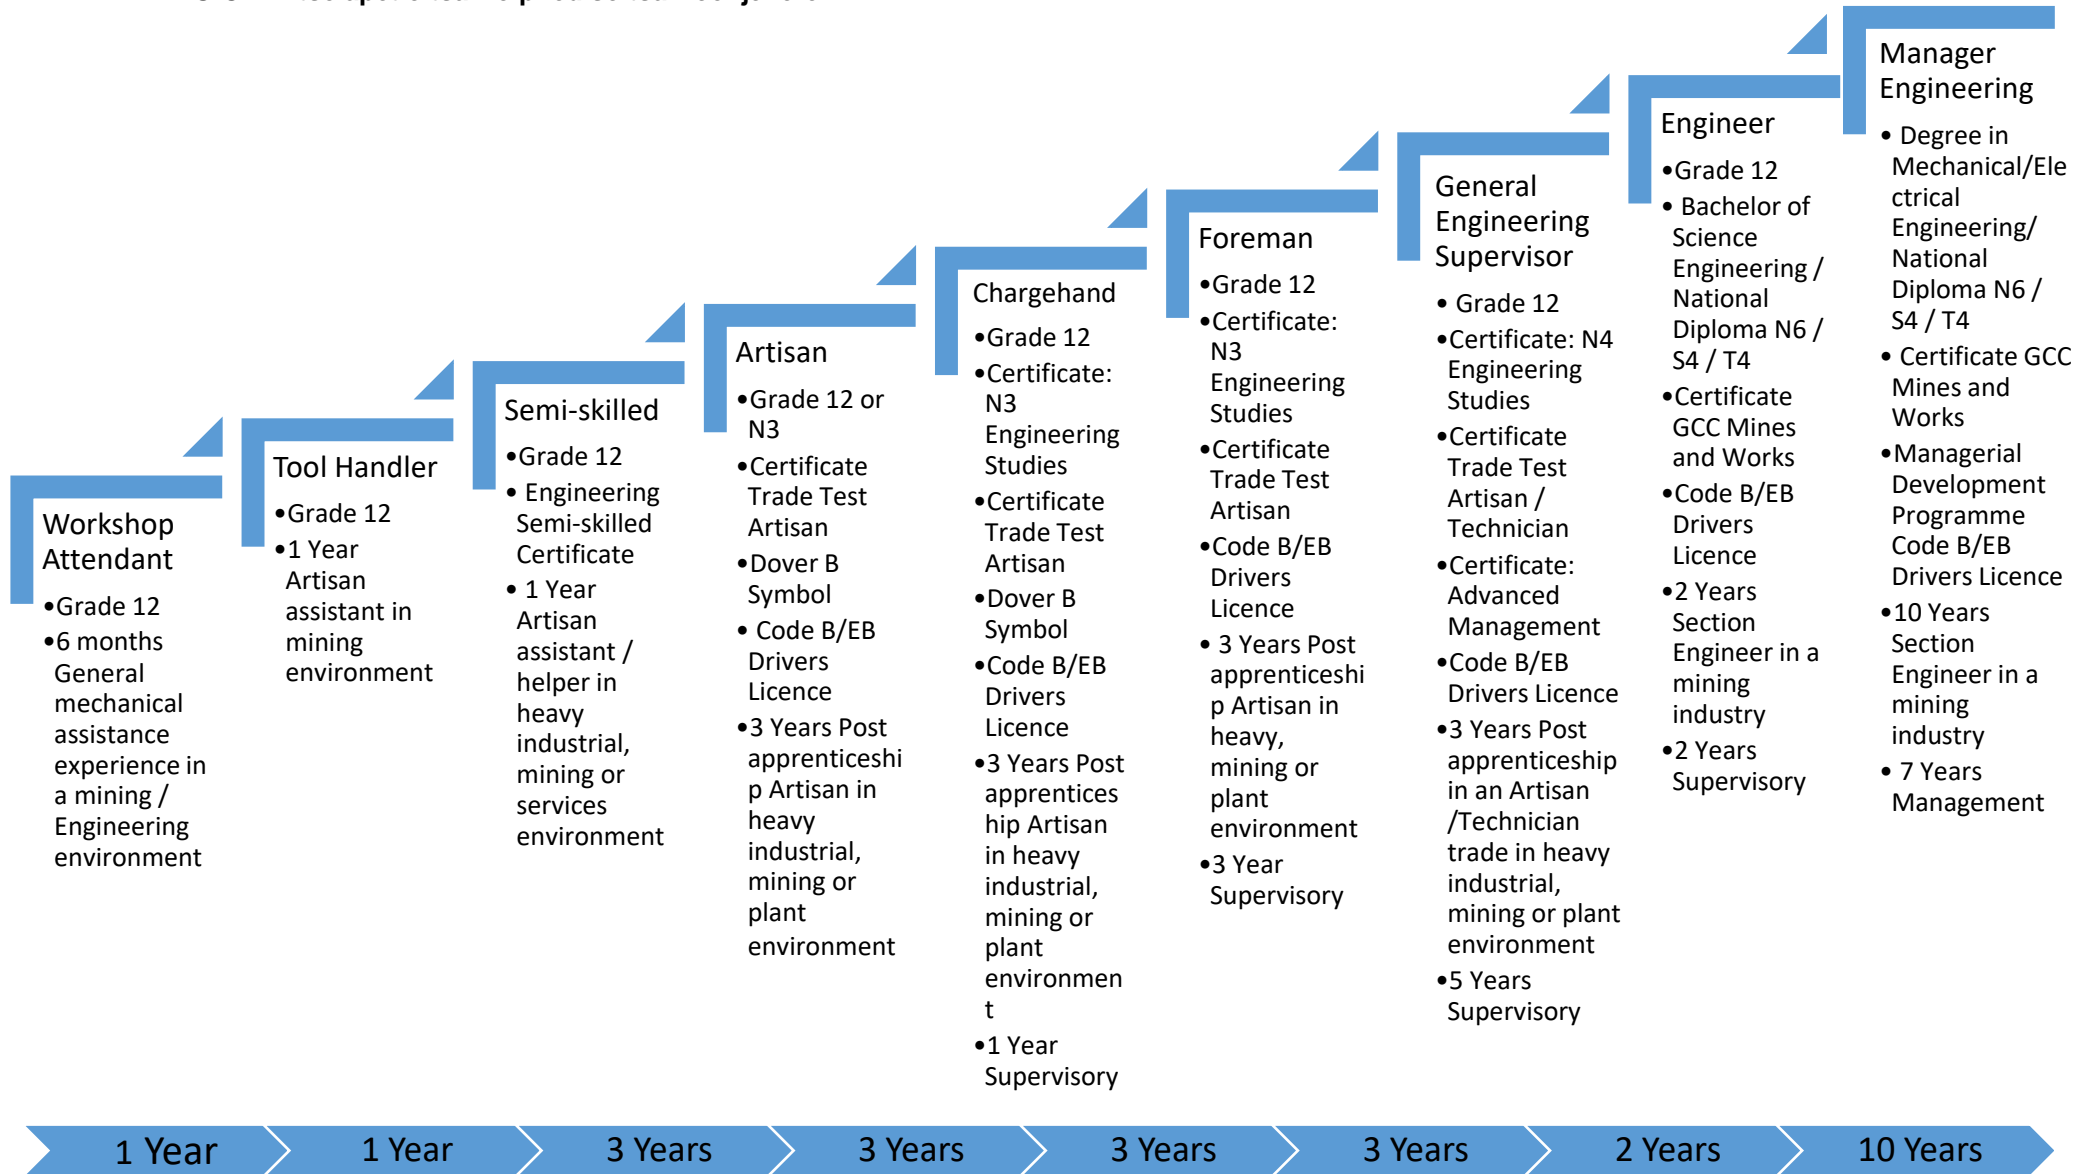 Workshop
Attendant
•Grade 12
•6 months
General
mechanical
assistance
experience in
a mining /
Engineering
environment
Tool Handler
•Grade 12
•1 Year
Artisan
assistant in
mining
environment
Semi-skilled
•Grade 12
• Engineering
Semi-skilled
Certificate
• 1 Year
Artisan
assistant /
helper in
heavy
industrial,
mining or
services
environment
Artisan
•Grade 12 or
N3
•Certificate
Trade Test
Artisan
•Dover B
Symbol
• Code B/EB
Drivers
Licence
•3 Years Post
apprenticeshi
p Artisan in
heavy
industrial,
mining or
plant
environment
Chargehand
•Grade 12
•Certificate:
N3
Engineering
Studies
•Certificate
Trade Test
Artisan
•Dover B
Symbol
•Code B/EB
Drivers
Licence
•3 Years Post
apprentices
hip Artisan
in heavy
industrial,
mining or
plant
environmen
t
•1 Year
Supervisory
Foreman
•Grade 12
•Certificate:
N3
Engineering
Studies
•Certificate
Trade Test
Artisan
•Code B/EB
Drivers
Licence
• 3 Years Post
apprenticeshi
p Artisan in
heavy,
mining or
plant
environment
•3 Year
Supervisory
General
Engineering
Supervisor
• Grade 12
•Certificate: N4
Engineering
Studies
•Certificate
Trade Test
Artisan /
Technician
•Certificate:
Advanced
Management
•Code B/EB
Drivers Licence
•3 Years Post
apprenticeship
in an Artisan
/Technician
trade in heavy
industrial,
mining or plant
environment
•5 Years
Supervisory
Engineer
•Grade 12
• Bachelor of
Science
Engineering /
National
Diploma N6 /
S4 / T4
•Certificate
GCC Mines
and Works
•Code B/EB
Drivers
Licence
•2 Years
Section
Engineer in a
mining
industry
•2 Years
Supervisory
Manager
Engineering
• Degree in
Mechanical/Ele
ctrical
Engineering/
National
Diploma N6 /
S4 / T4
• Certificate GCC
Mines and
Works
•Managerial
Development
Programme
Code B/EB
Drivers Licence
•10 Years
Section
Engineer in a
mining
industry
• 7 Years
Management
1 Year
1 Year
3 Years
3 Years
3 Years
3 Years
2 Years
10 Years